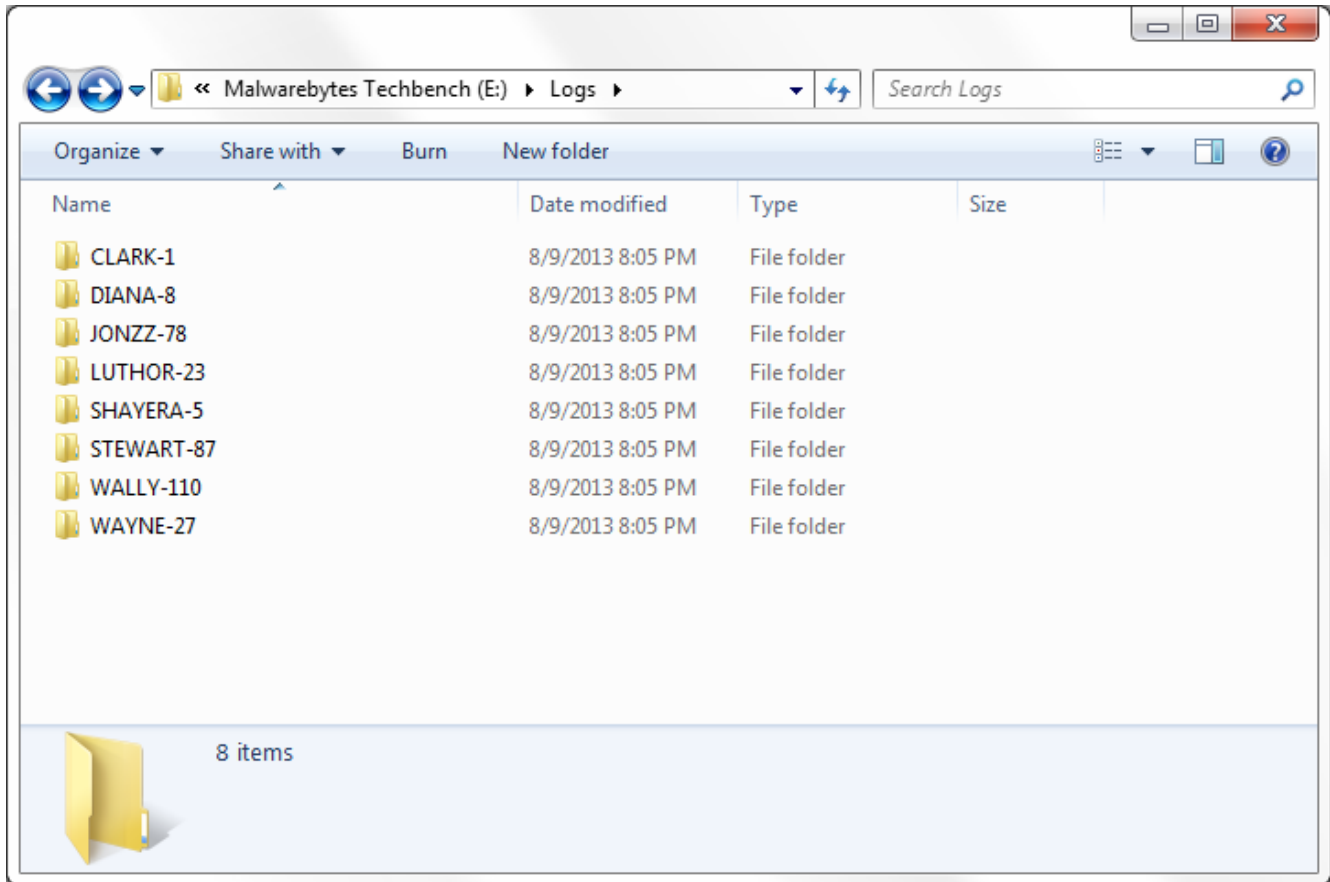 « Malwarebytes Techbench (E:) Logs Search Logs
Organize Share with Burn New folder
Name Date modified Type Size
CLARK-1 8/9/2013 8:05 PM File folder
DIANA-8 8/9/2013 8:05 PM File folder
JONZZ-78 8/9/2013 8:05 PM File folder
LUTHOR-23 8/9/2013 8:05 PM File folder
SHAYERA-5 8/9/2013 8:05 PM File folder
STEWART-87 8/9/2013 8:05 PM File folder
WALLY-110 8/9/2013 8:05 PM File folder
WAYNE-27 8/9/2013 8:05 PM File folder
8 items